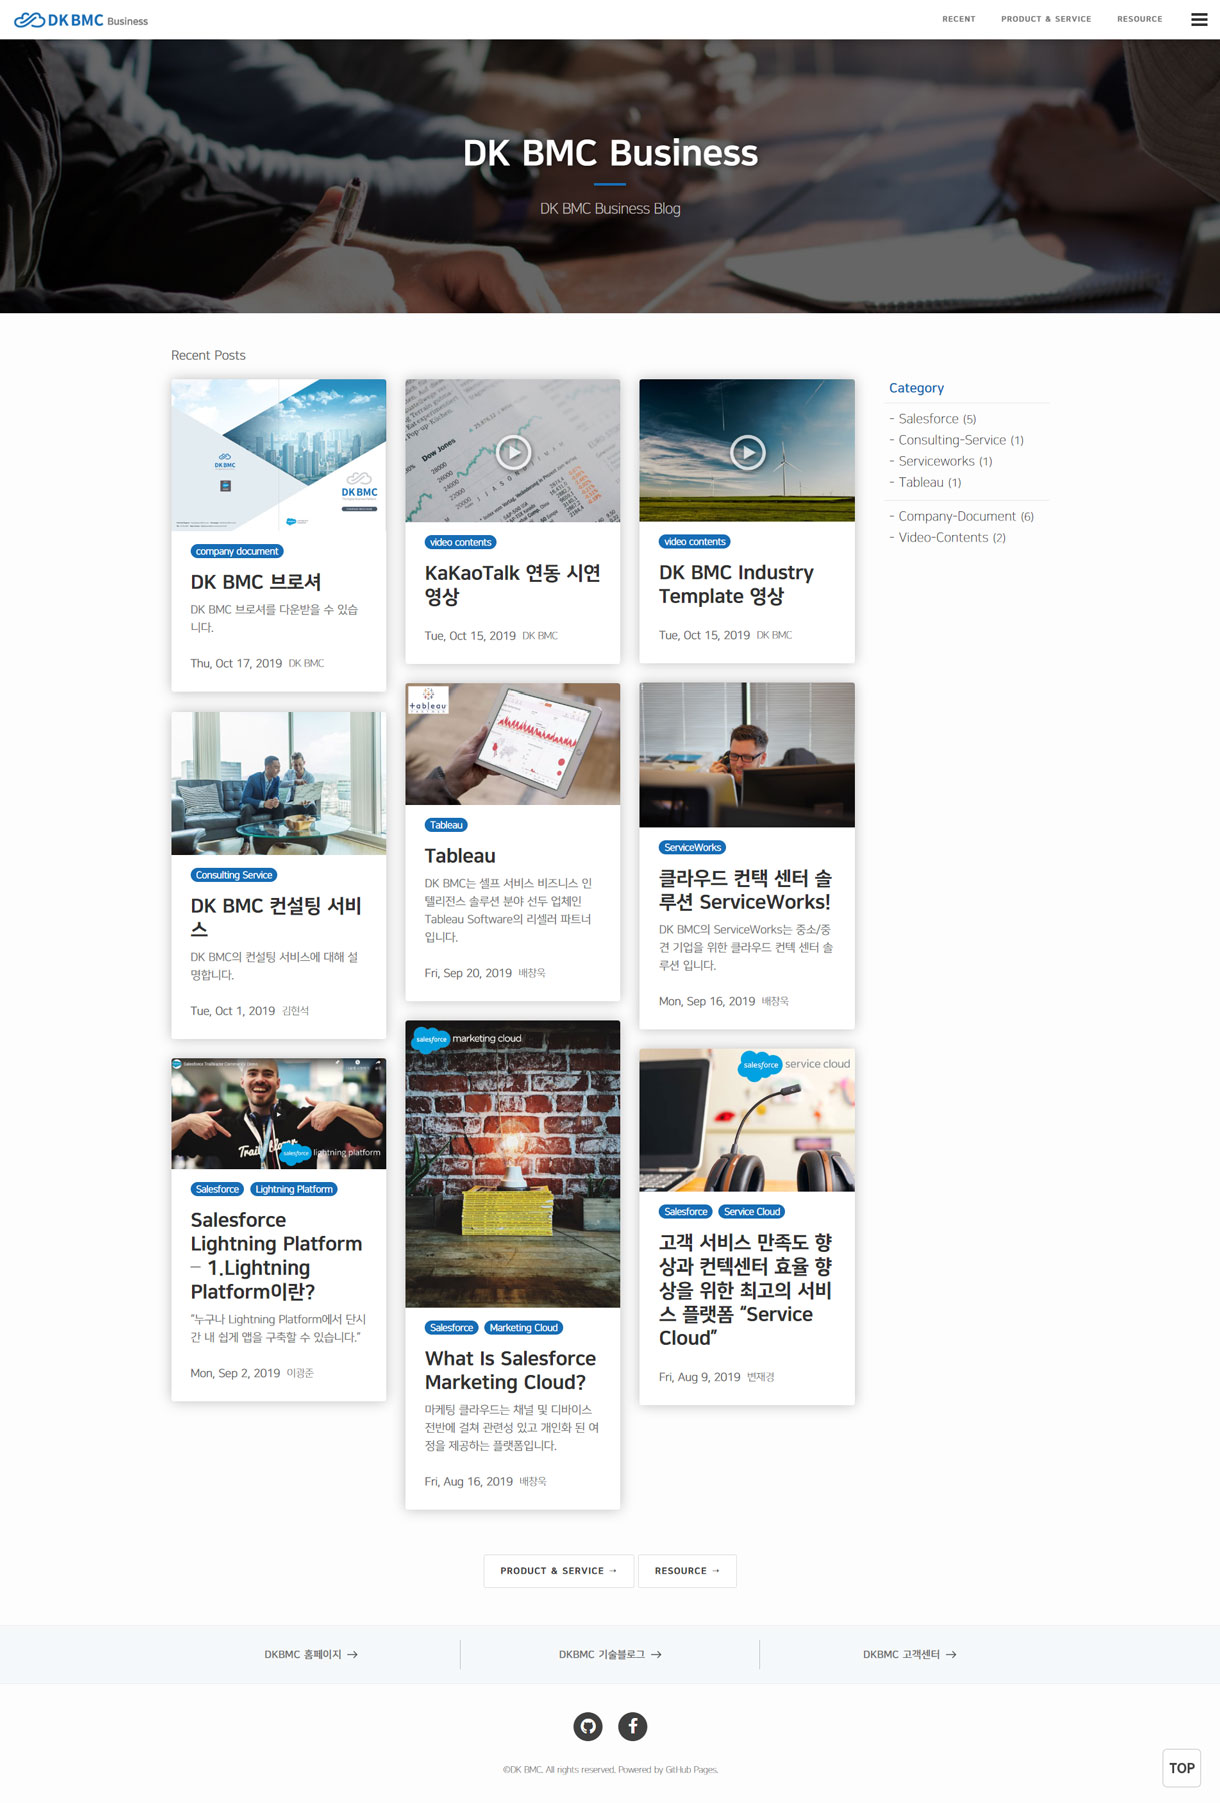 DK BMC Business
RECENT
PRODUCT & SERVICE
RESOURCE
DK BMC Business
DK BMC Business Blog
Recent Posts
DK BMC
DK BMC
company document
DK BMC 브로셔
DK BMC 브로셔를 다운받을 수 있습
니다.
Thu, Oct 17, 2019 DK BMC
Consulting Service
DK BMC 컨설팅 서비
스
DK BMC의 컨설팅 서비스에 대해 설
명합니다.
Tue, Oct 1, 2019 김헌석
salesforce lightning platform
Salesforce
Lightning Platform
Salesforce
Lightning Platform
– 1.Lightning
Platform이란?
“누구나 Lightning Platform에서 단시
간 내 쉽게 앱을 구축할 수 있습니다.”
Mon, Sep 2, 2019 이광준
Dow Jones
video contents
KaKaoTalk 연동 시연
영상
Tue, Oct 15, 2019 DK BMC
+ableau
Tableau
Tableau
DK BMC는 셀프 서비스 비즈니스 인
텔리전스 솔루션 분야 선두 업체인
Tableau Software의 리셀러 파트너
입니다.
Fri, Sep 20, 2019 배창욱
salesforce marketing cloud
Salesforce
Marketing Cloud
What Is Salesforce
Marketing Cloud?
마케팅 클라우드는 채널 및 디바이스
전반에 걸쳐 관련성 있고 개인화 된 여
정을 제공하는 플랫폼입니다.
Fri, Aug 16, 2019 배창욱
video contents
DK BMC Industry
Template 영상
Tue, Oct 15, 2019 DK BMC
ServiceWorks
클라우드 컨택 센터 솔
루션 ServiceWorks!
DK BMC의 ServiceWorks는 중소/중
견 기업을 위한 클라우드 컨택 센터 솔
루션 입니다.
Mon, Sep 16, 2019 배창욱
salesforce service cloud
Salesforce
Service Cloud
고객 서비스 만족도 향
상과 컨텍센터 효율 향
상을 위한 최고의 서비
스 플랫폼 “Service
Cloud”
Fri, Aug 9, 2019 변재경
Category
- Salesforce (5)
- Consulting-Service (1)
- Serviceworks (1)
- Tableau (1)
- Company-Document (6)
- Video-Contents (2)
PRODUCT & SERVICE →
RESOURCE →
DKBMC 홈페이지 →
DKBMC 기술블로그 →
DKBMC 고객센터 →
©DK BMC. All rights reserved. Powered by GitHub Pages.
TOP